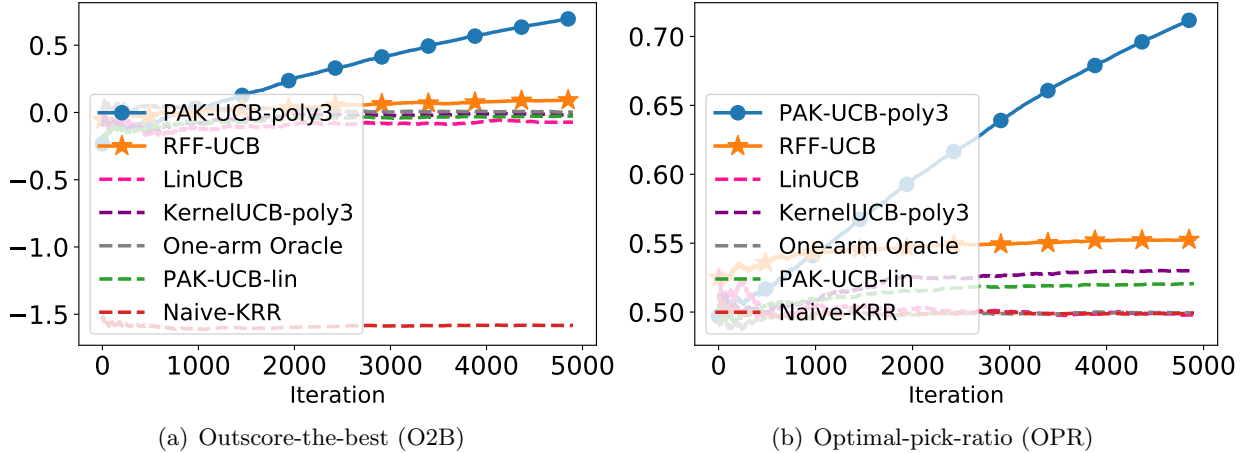 0.5
0.0
−0.5
−1.0
−1.5
PAK-UCB-poly3
RFF-UCB
LinUCB
KernelUCB-poly3
One-arm Oracle
PAK-UCB-lin
Naive-KRR
0 1000 2000 3000 4000 5000
Iteration
(a) Outscore-the-best (O2B)
0.70
0.65
0.60
0.55
0.50
PAK-UCB-poly3
RFF-UCB
LinUCB
KernelUCB-poly3
One-arm Oracle
PAK-UCB-lin
Naive-KRR
0 1000 2000 3000 4000 5000
Iteration
(b) Optimal-pick-ratio (OPR)